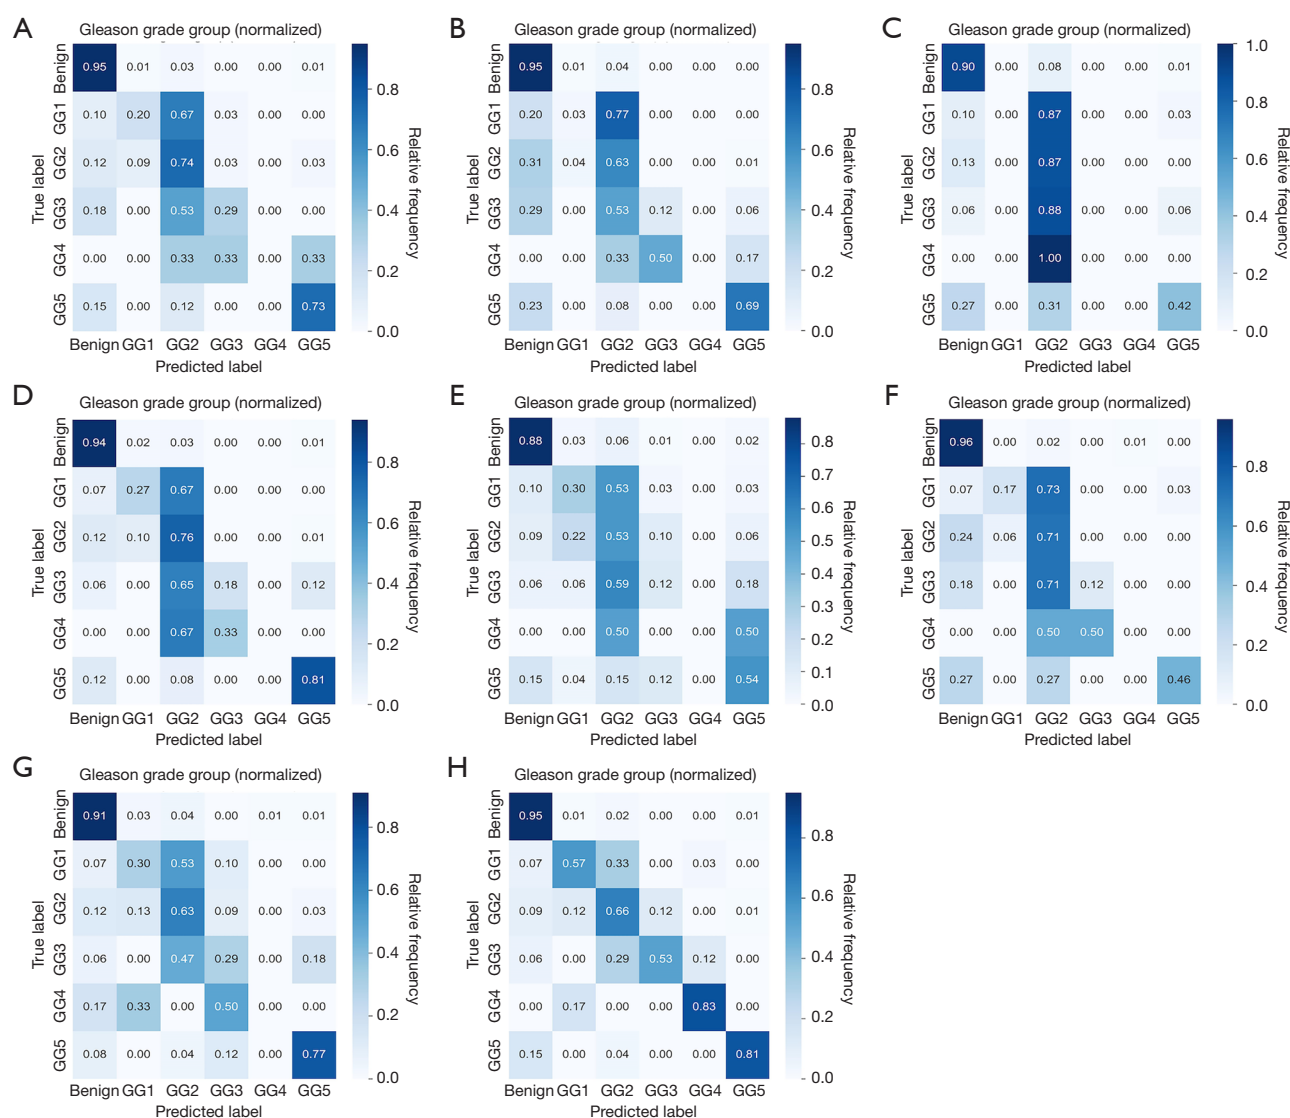 A
Gleason grade group (normalized)
Benign 0.95 0.01 0.03 0.00 0.00 0.01
GG1 0.10 0.20 0.67 0.03 0.00 0.00
GG2 0.12 0.09 0.74 0.03 0.00 0.03
GG3 0.18 0.00 0.53 0.29 0.00 0.00
GG4 0.00 0.00 0.33 0.33 0.00 0.33
GG5 0.15 0.00 0.12 0.00 0.00 0.73
Benign GG1 GG2 GG3 GG4 GG5
Predicted label
True label
0.8
0.6
0.4
0.2
0.0
Relative frequency
B
Gleason grade group (normalized)
Benign 0.95 0.01 0.04 0.00 0.00 0.00
GG1 0.20 0.03 0.77 0.00 0.00 0.00
GG2 0.31 0.04 0.63 0.00 0.00 0.01
GG3 0.29 0.00 0.53 0.12 0.00 0.06
GG4 0.00 0.00 0.33 0.50 0.00 0.17
GG5 0.23 0.00 0.08 0.00 0.00 0.69
Benign GG1 GG2 GG3 GG4 GG5
Predicted label
True label
0.8
0.6
0.4
0.2
0.0
Relative frequency
C
Gleason grade group (normalized)
Benign 0.90 0.00 0.08 0.00 0.00 0.01
GG1 0.10 0.00 0.87 0.00 0.00 0.03
GG2 0.13 0.00 0.87 0.00 0.00 0.00
GG3 0.06 0.00 0.88 0.00 0.00 0.06
GG4 0.00 0.00 1.00 0.00 0.00 0.00
GG5 0.27 0.00 0.31 0.00 0.00 0.42
Benign GG1 GG2 GG3 GG4 GG5
Predicted label
True label
1.0
0.8
0.6
0.4
0.2
0.0
Relative frequency
D
Gleason grade group (normalized)
Benign 0.94 0.02 0.03 0.00 0.00 0.01
GG1 0.07 0.27 0.67 0.00 0.00 0.00
GG2 0.12 0.10 0.76 0.00 0.00 0.01
GG3 0.06 0.00 0.65 0.18 0.00 0.12
GG4 0.00 0.00 0.67 0.33 0.00 0.00
GG5 0.12 0.00 0.08 0.00 0.00 0.81
Benign GG1 GG2 GG3 GG4 GG5
Predicted label
True label
0.8
0.6
0.4
0.2
0.0
Relative frequency
E
Gleason grade group (normalized)
Benign 0.88 0.03 0.06 0.01 0.00 0.02
GG1 0.10 0.30 0.53 0.03 0.00 0.03
GG2 0.09 0.22 0.53 0.10 0.00 0.06
GG3 0.06 0.06 0.59 0.12 0.00 0.18
GG4 0.00 0.00 0.50 0.00 0.00 0.50
GG5 0.15 0.04 0.15 0.12 0.00 0.54
Benign GG1 GG2 GG3 GG4 GG5
Predicted label
True label
0.8
0.7
0.6
0.5
0.4
0.3
0.2
0.1
0.0
Relative frequency
F
Gleason grade group (normalized)
Benign 0.96 0.00 0.02 0.00 0.01 0.00
GG1 0.07 0.17 0.73 0.00 0.00 0.03
GG2 0.24 0.06 0.71 0.00 0.00 0.00
GG3 0.18 0.00 0.71 0.12 0.00 0.00
GG4 0.00 0.00 0.50 0.50 0.00 0.00
GG5 0.27 0.00 0.27 0.00 0.00 0.46
Benign GG1 GG2 GG3 GG4 GG5
Predicted label
True label
0.8
0.6
0.4
0.2
0.0
Relative frequency
G
Gleason grade group (normalized)
Benign 0.91 0.03 0.04 0.00 0.01 0.01
GG1 0.07 0.30 0.53 0.10 0.00 0.00
GG2 0.12 0.13 0.63 0.09 0.00 0.03
GG3 0.06 0.00 0.47 0.29 0.00 0.18
GG4 0.17 0.33 0.00 0.50 0.00 0.00
GG5 0.08 0.00 0.04 0.12 0.00 0.77
Benign GG1 GG2 GG3 GG4 GG5
Predicted label
True label
0.8
0.6
0.4
0.2
0.0
Relative frequency
H
Gleason grade group (normalized)
Benign 0.95 0.01 0.02 0.00 0.00 0.01
GG1 0.07 0.57 0.33 0.00 0.03 0.00
GG2 0.09 0.12 0.66 0.12 0.00 0.01
GG3 0.06 0.00 0.29 0.53 0.12 0.00
GG4 0.00 0.17 0.00 0.00 0.83 0.00
GG5 0.15 0.00 0.04 0.00 0.00 0.81
Benign GG1 GG2 GG3 GG4 GG5
Predicted label
True label
0.8
0.6
0.4
0.2
0.0
Relative frequency